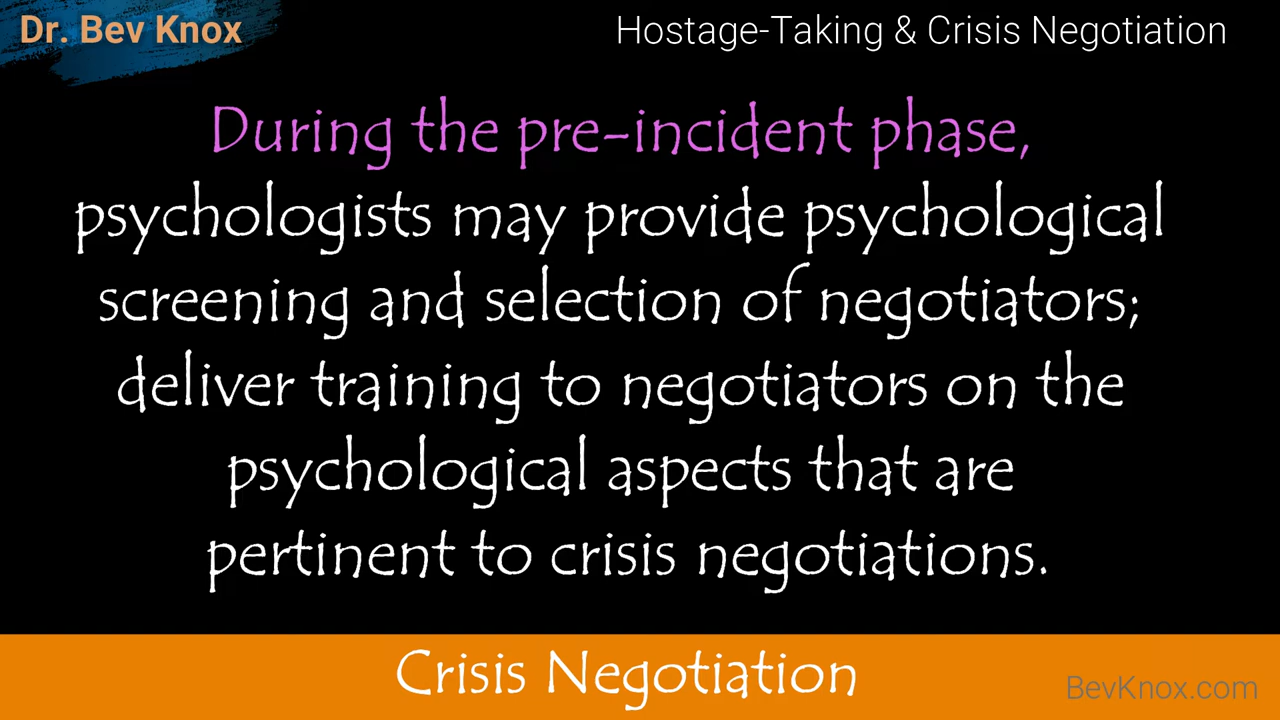 Dr. Bev Knox
Hostage-Taking & Crisis Negotiation
During the pre-incident phase,
psychologists may provide psychological
screening and selection of negotiators;
deliver training to negotiators on the
psychological aspects that are
pertinent to crisis negotiations.
Crisis Negotiation
BevKnox.com